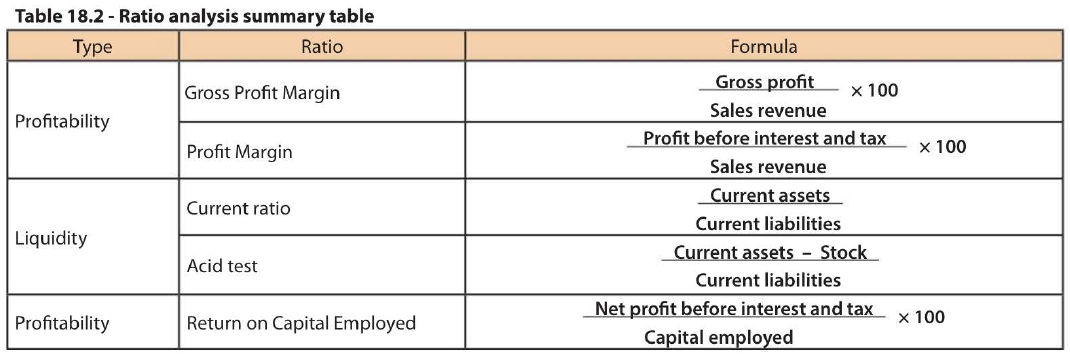 Table 18.2 - Ratio analysis summary table
Type Ratio Formula
Profitability
Gross Profit Margin
Gross profit
Sales revenue
× 100
Profit Margin
Profit before interest and tax
Sales revenue
× 100
Liquidity
Current ratio
Current assets
Current liabilities
Acid test
Current assets – Stock
Current liabilities
Profitability
Return on Capital Employed
Net profit before interest and tax
Capital employed
× 100